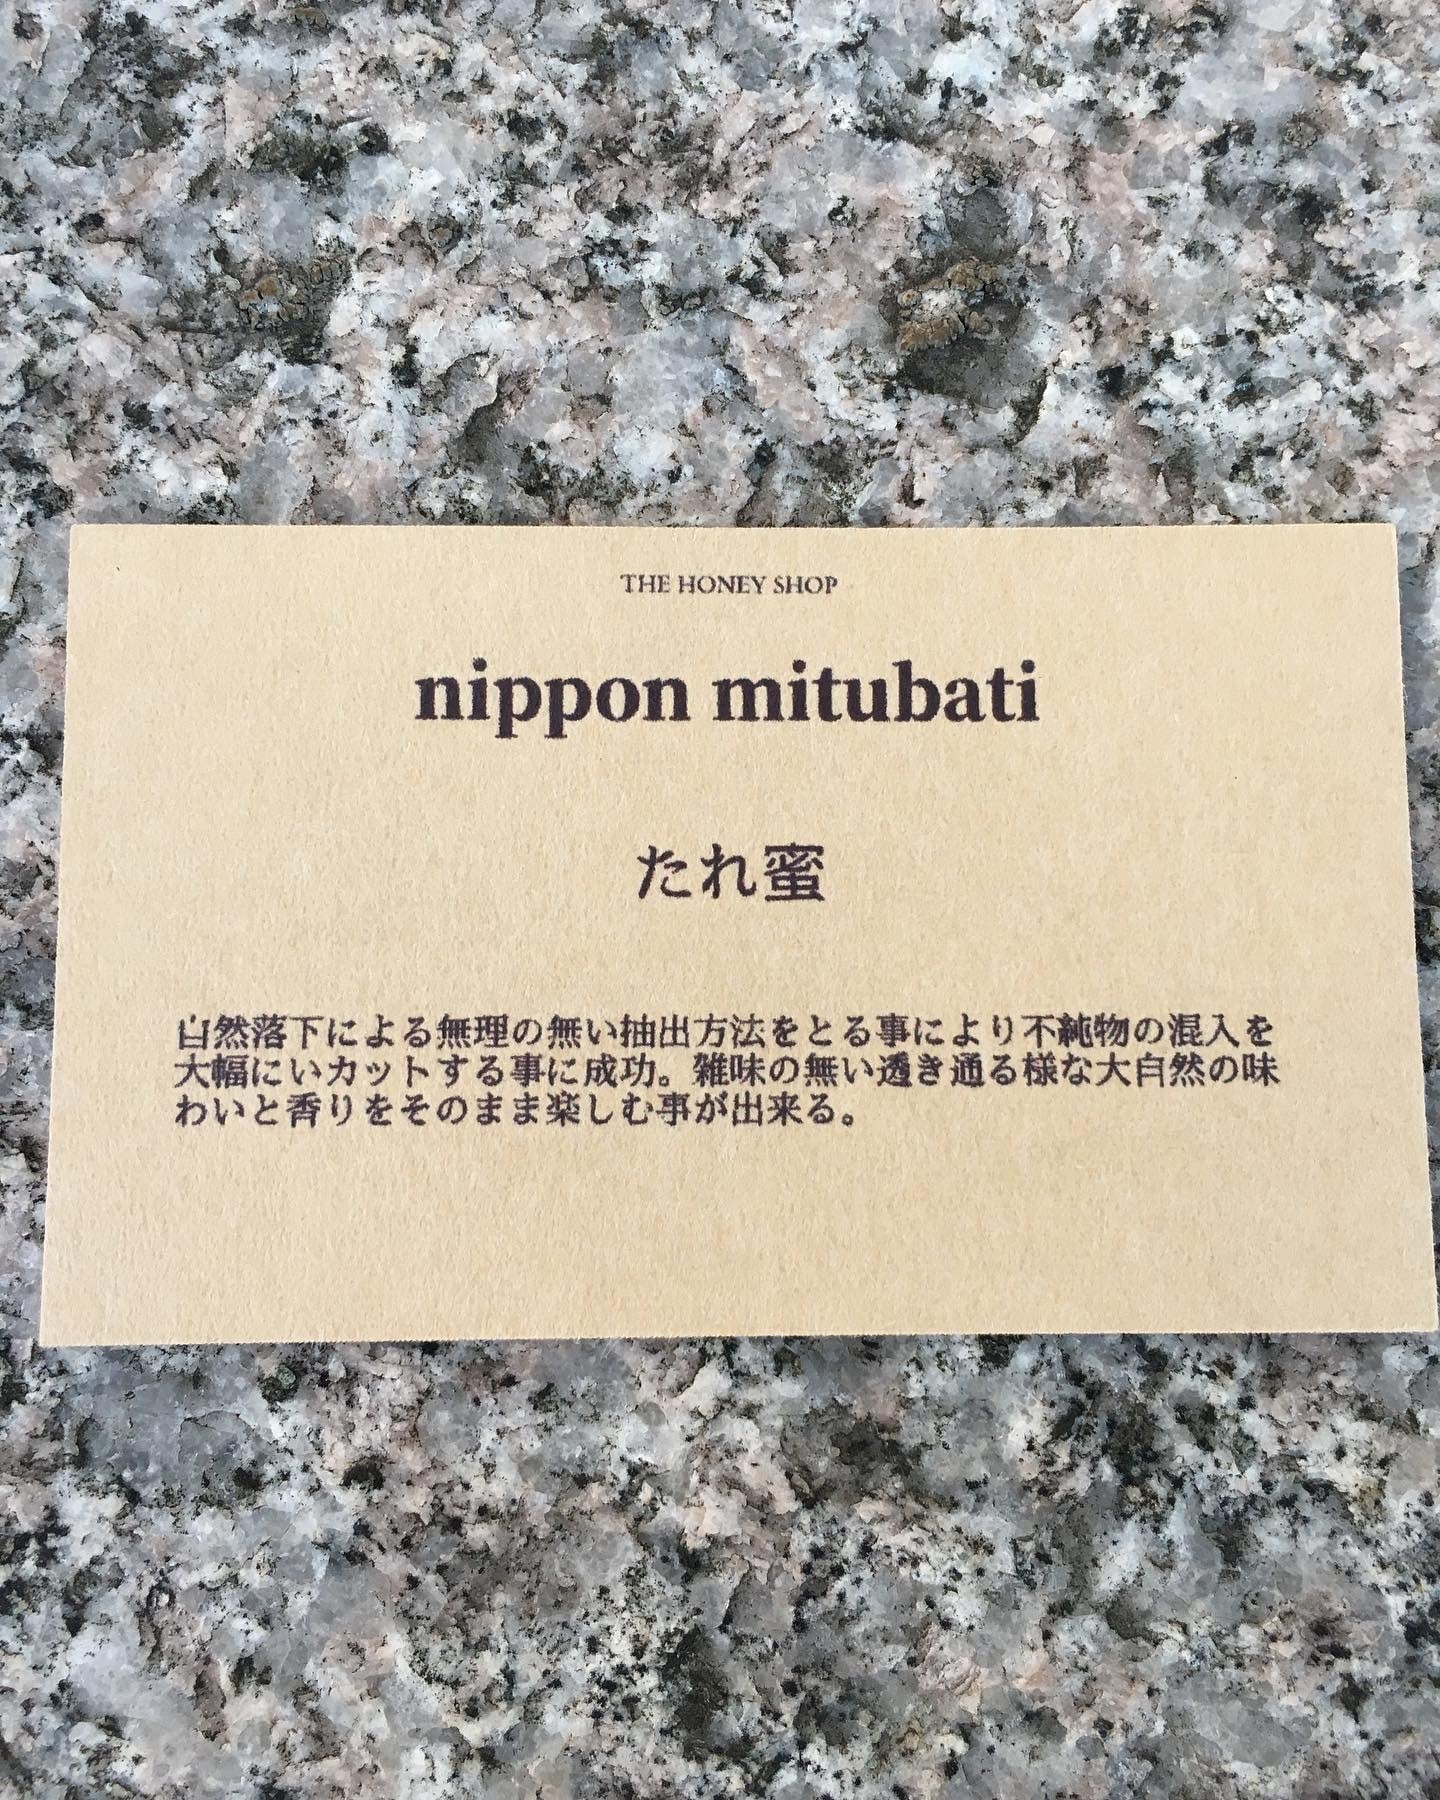 THE HONEY SHOP
nippon mitubati
たれ蜜
自然落下による無理の無い抽出方法をとる事により不純物の混入を
大幅にいカットする事に成功。雑味の無い透き通る様な大自然の味
わいと香りをそのまま楽しむ事が出来る。